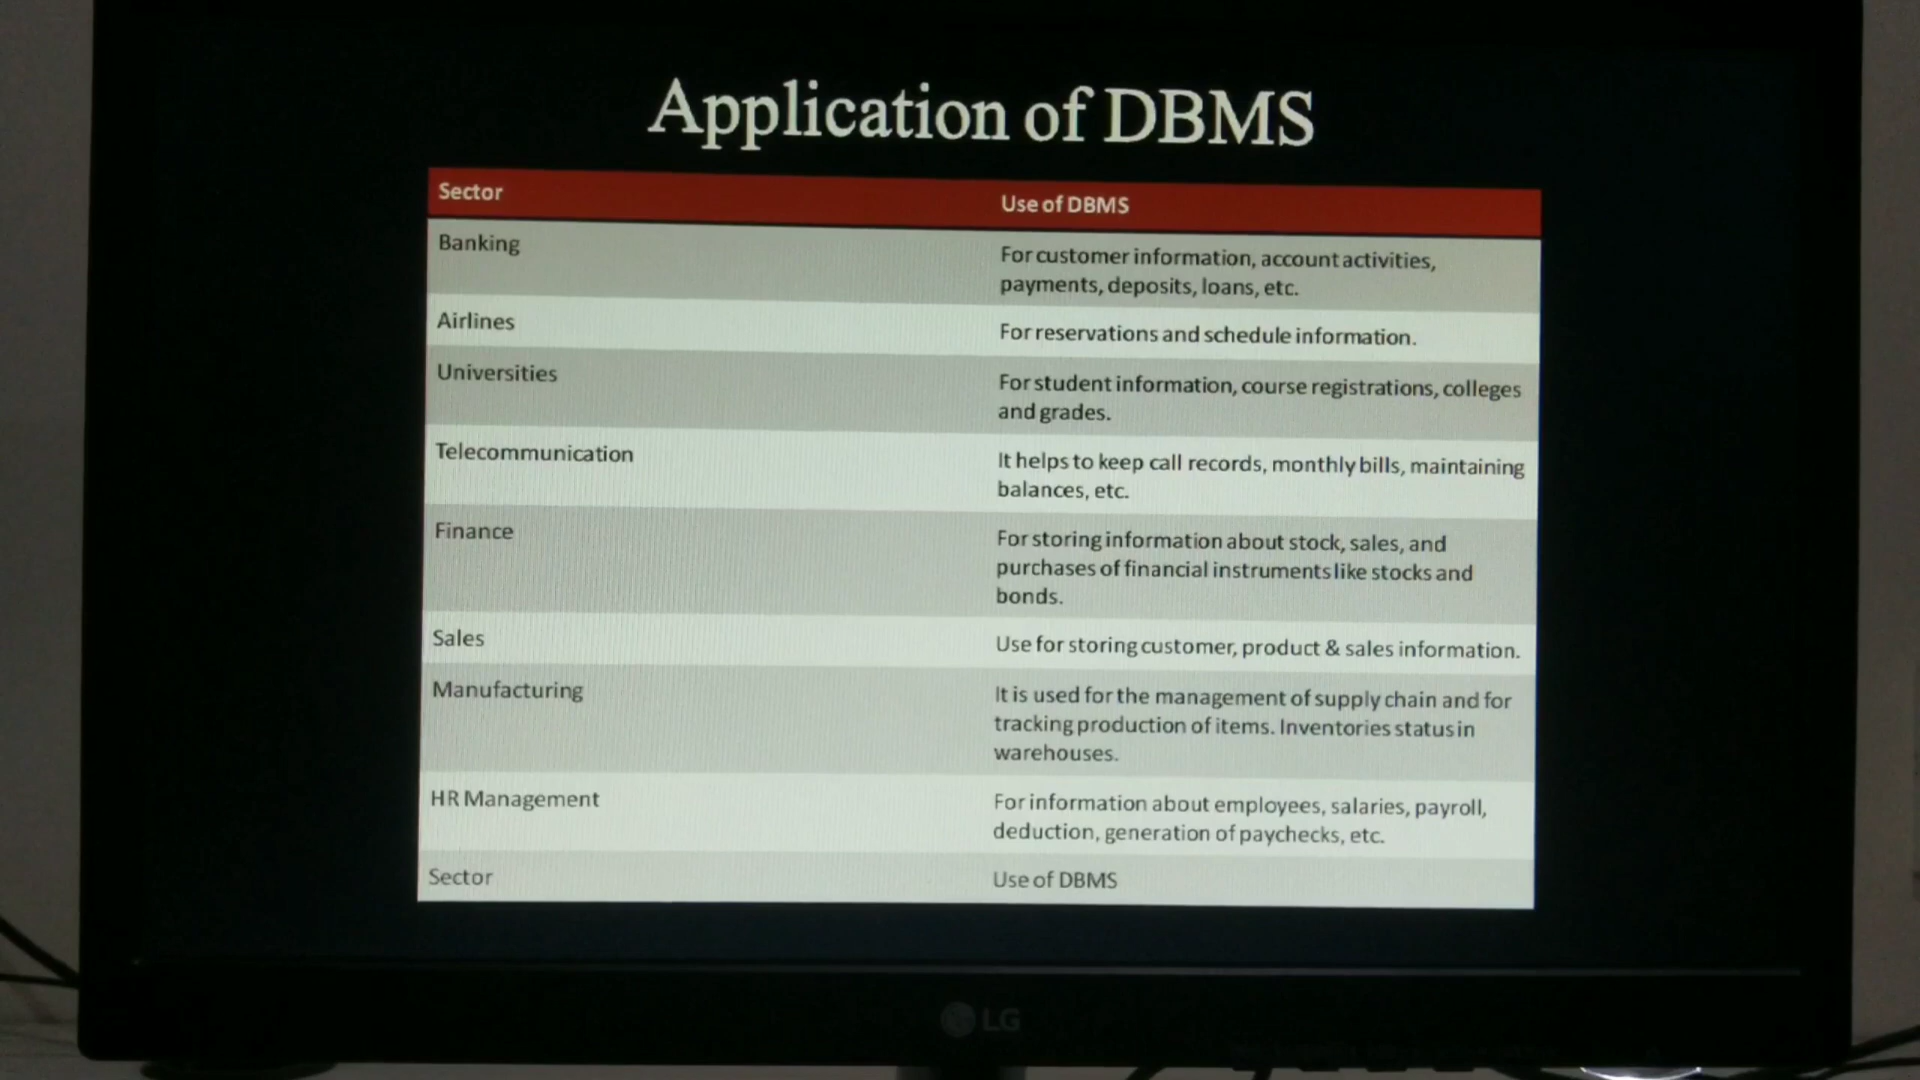 Application of DBMS
Sector
Use of DBMS
Banking
For customer information, account activities,
payments, deposits, loans, etc.
Airlines
For reservations and schedule information.
Universities
For student information, course registrations, colleges
and grades.
Telecommunication
It helps to keep call records, monthly bills, maintaining
balances, etc.
Finance
For storing information about stock, sales, and
purchases of financial instruments like stocks and
bonds.
Sales
Use for storing customer, product & sales information.
Manufacturing
It is used for the management of supply chain and for
tracking production of items. Inventories status in
warehouses.
HR Management
For information about employees, salaries, payroll,
deduction, generation of paychecks, etc.
Sector
Use of DBMS
LG